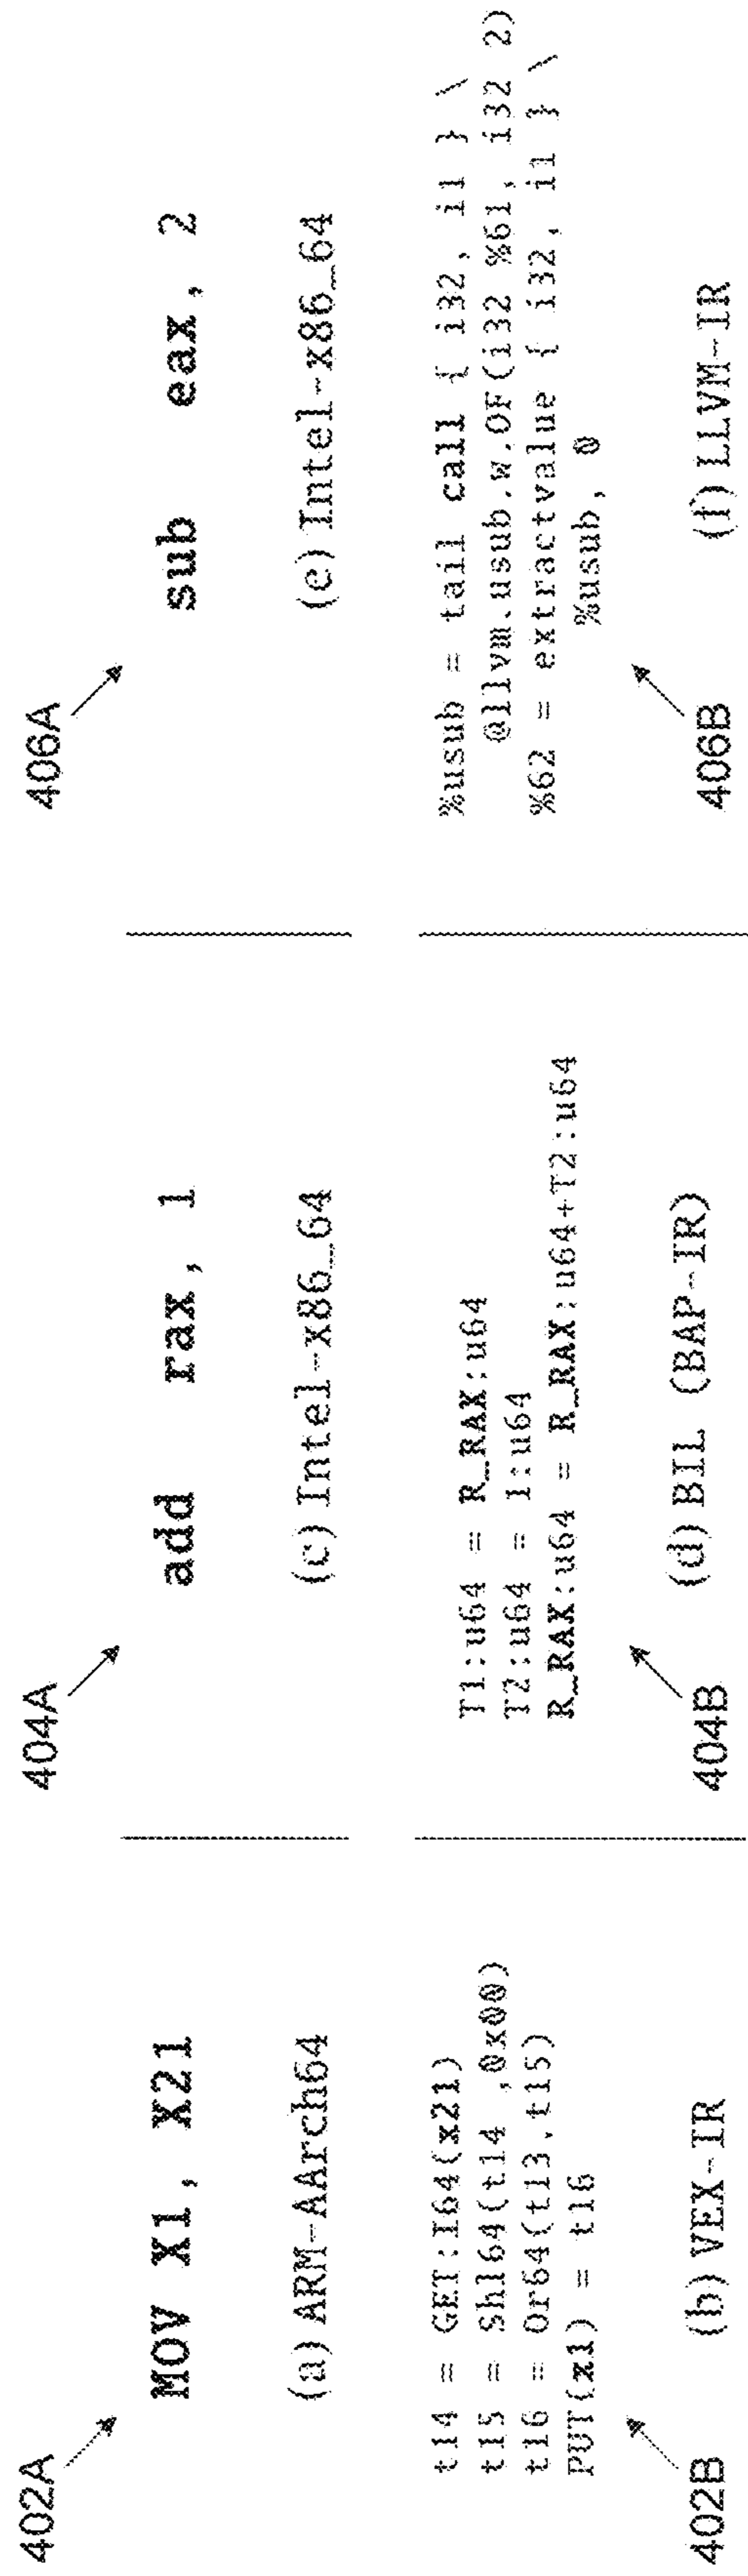 402A
MOV X1, X21
(a) ARM-AArch64
t14 = GET:I64(x21)
t15 = Shl64(t14 ,0x00)
t16 = Or64(t13,t15)
PUT(x1) = t16
402B
(b) VEX-IR
404A
add rax, 1
(c) Intel-x86_64
T1:u64 = R_RAX:u64
T2:u64 = 1:u64
R_RAX:u64 = R_RAX:u64+T2:u64
404B
(d) BIL (BAP-IR)
406A
sub eax, 2
(e) Intel-x86_64
%usub = tail call { i32, i1 } \
@llvm.usub.w.OF(i32 %61, i32 2)
%62 = extractvalue { i32, i1 } \
%usub, 0
406B
(f) LLVM-IR